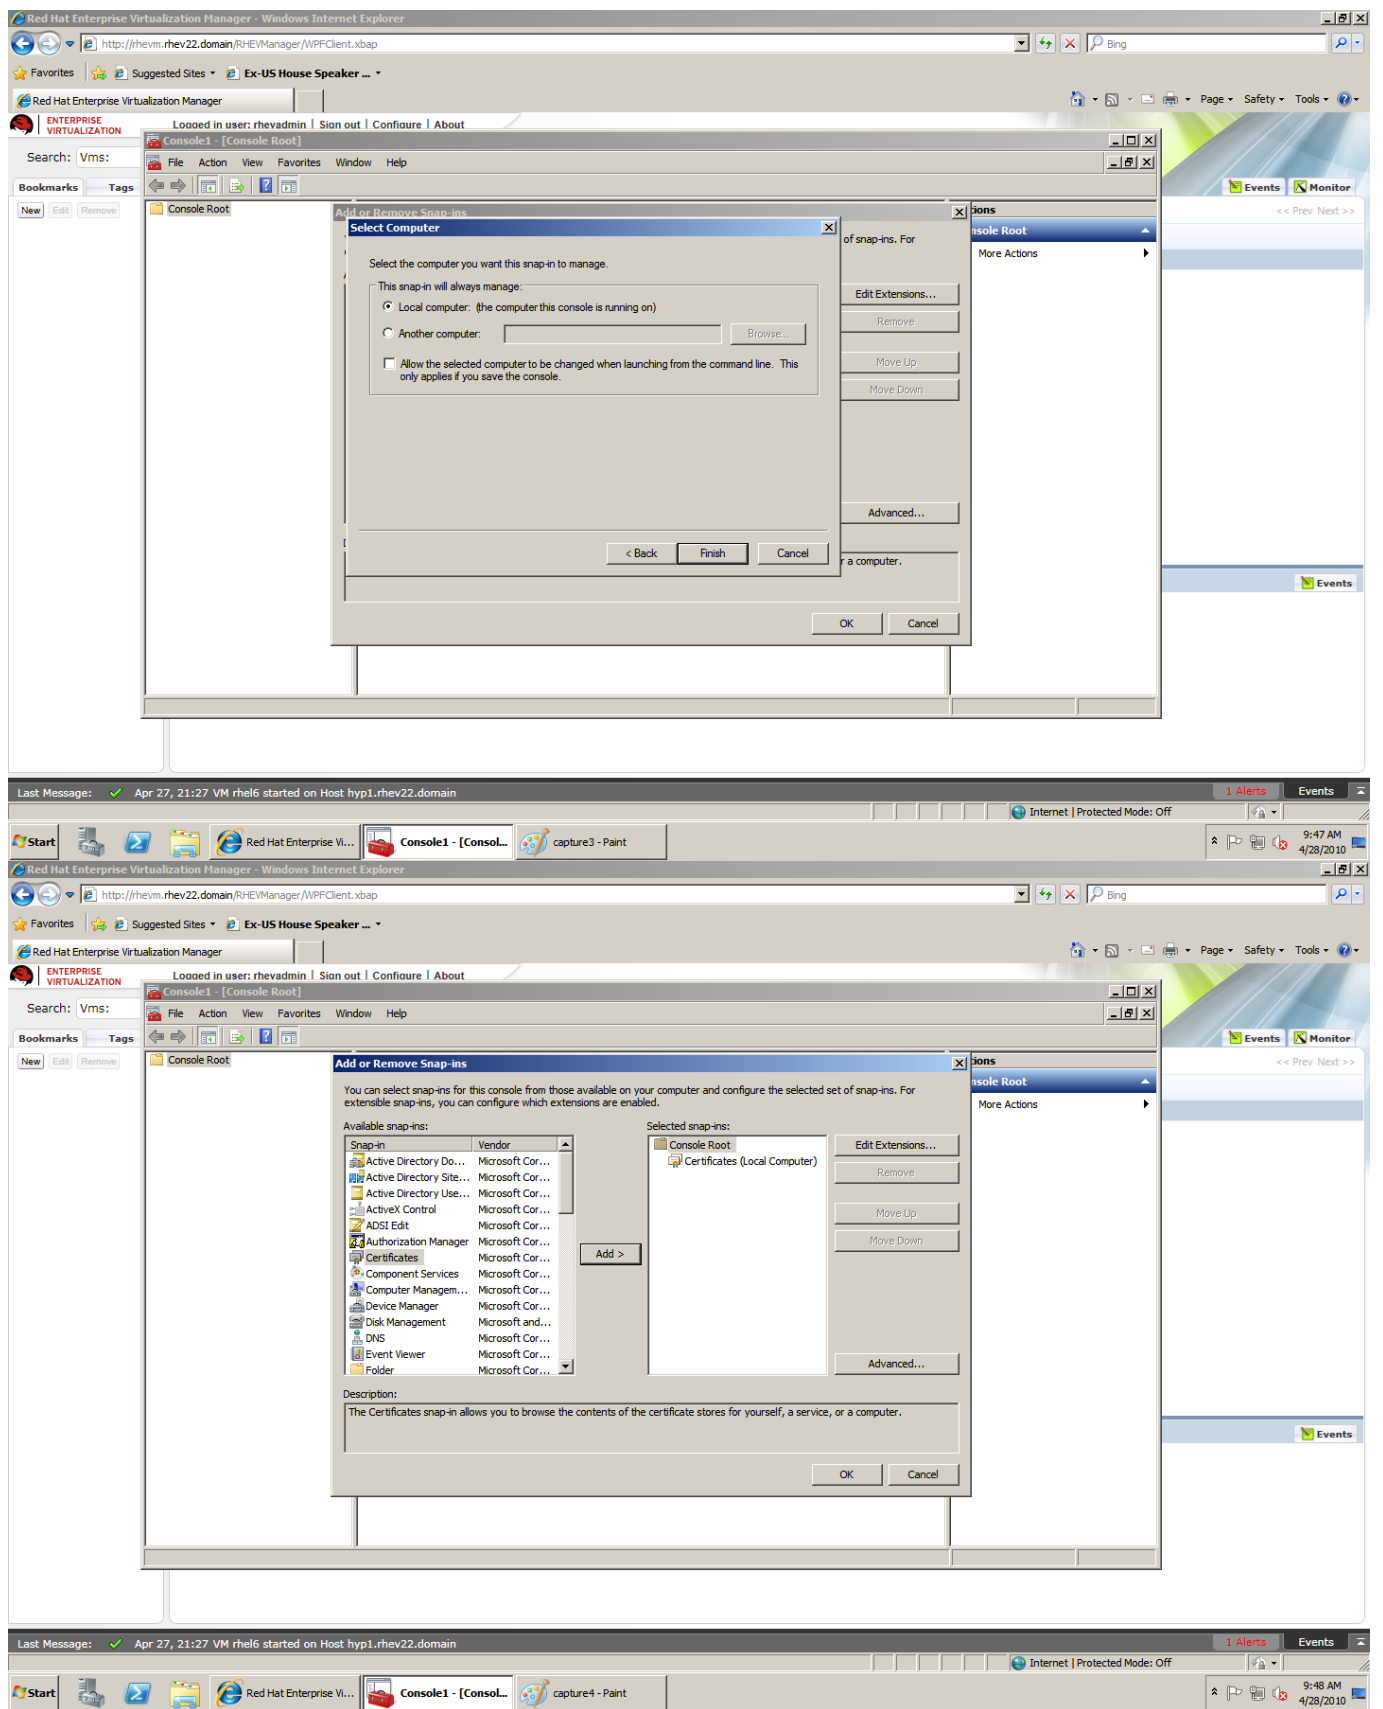 Red Hat Enterprise Virtualization Manager - Windows Internet Explorer
http://rhevm.rhev22.domain/RHEVManager/WPFClient.xbap
Bing
Favorites
Suggested Sites
Ex-US House Speaker ...
Red Hat Enterprise Virtualization Manager
Page
Safety
Tools
ENTERPRISE
VIRTUALIZATION
Logged in user: rhevadmin | Sign out | Configure | About
Console1 - [Console Root]
Search: Vms:
File Action View Favorites Window Help
Bookmarks Tags
Events Monitor
New Edit Remove
Console Root
Add or Remove Snap-ins
<< Prev Next >>
Select Computer
of snap-ins. For
More Actions
Select the computer you want this snap-in to manage.
This snap-in will always manage:
Local computer: (the computer this console is running on)
Edit Extensions...
Another computer:
Browse...
Remove
Allow the selected computer to be changed when launching from the command line. This
only applies if you save the console.
Move Up
Move Down
Advanced...
< Back Finish Cancel
a computer.
Events
OK Cancel
Last Message: Apr 27, 21:27 VM rhel6 started on Host hyp1.rhev22.domain
1 Alerts Events
Internet | Protected Mode: Off
Start
Red Hat Enterprise Vi...
Console1 - [Consol...
capture3 - Paint
9:47 AM
4/28/2010
Red Hat Enterprise Virtualization Manager - Windows Internet Explorer
http://rhevm.rhev22.domain/RHEVManager/WPFClient.xbap
Bing
Favorites
Suggested Sites
Ex-US House Speaker ...
Red Hat Enterprise Virtualization Manager
Page
Safety
Tools
ENTERPRISE
VIRTUALIZATION
Logged in user: rhevadmin | Sign out | Configure | About
Console1 - [Console Root]
Search: Vms:
File Action View Favorites Window Help
Bookmarks Tags
Events Monitor
New Edit Remove
Console Root
Add or Remove Snap-ins
<< Prev Next >>
More Actions
You can select snap-ins for this console from those available on your computer and configure the selected set of snap-ins. For
extensible snap-ins, you can configure which extensions are enabled.
Available snap-ins:
Selected snap-ins:
Snap-in Vendor
Active Directory Do... Microsoft Cor...
Active Directory Site... Microsoft Cor...
Active Directory Use... Microsoft Cor...
ActiveX Control Microsoft Cor...
ADSI Edit Microsoft Cor...
Authorization Manager Microsoft Cor...
Certificates Microsoft Cor...
Component Services Microsoft Cor...
Computer Managem... Microsoft Cor...
Device Manager Microsoft Cor...
Disk Management Microsoft and...
DNS Microsoft Cor...
Event Viewer Microsoft Cor...
Folder Microsoft Cor...
Add >
Console Root
Certificates (Local Computer)
Edit Extensions...
Remove
Move Up
Move Down
Advanced...
Description:
The Certificates snap-in allows you to browse the contents of the certificate stores for yourself, a service, or a computer.
Events
OK Cancel
Last Message: Apr 27, 21:27 VM rhel6 started on Host hyp1.rhev22.domain
1 Alerts Events
Internet | Protected Mode: Off
Start
Red Hat Enterprise Vi...
Console1 - [Consol...
capture4 - Paint
9:48 AM
4/28/2010